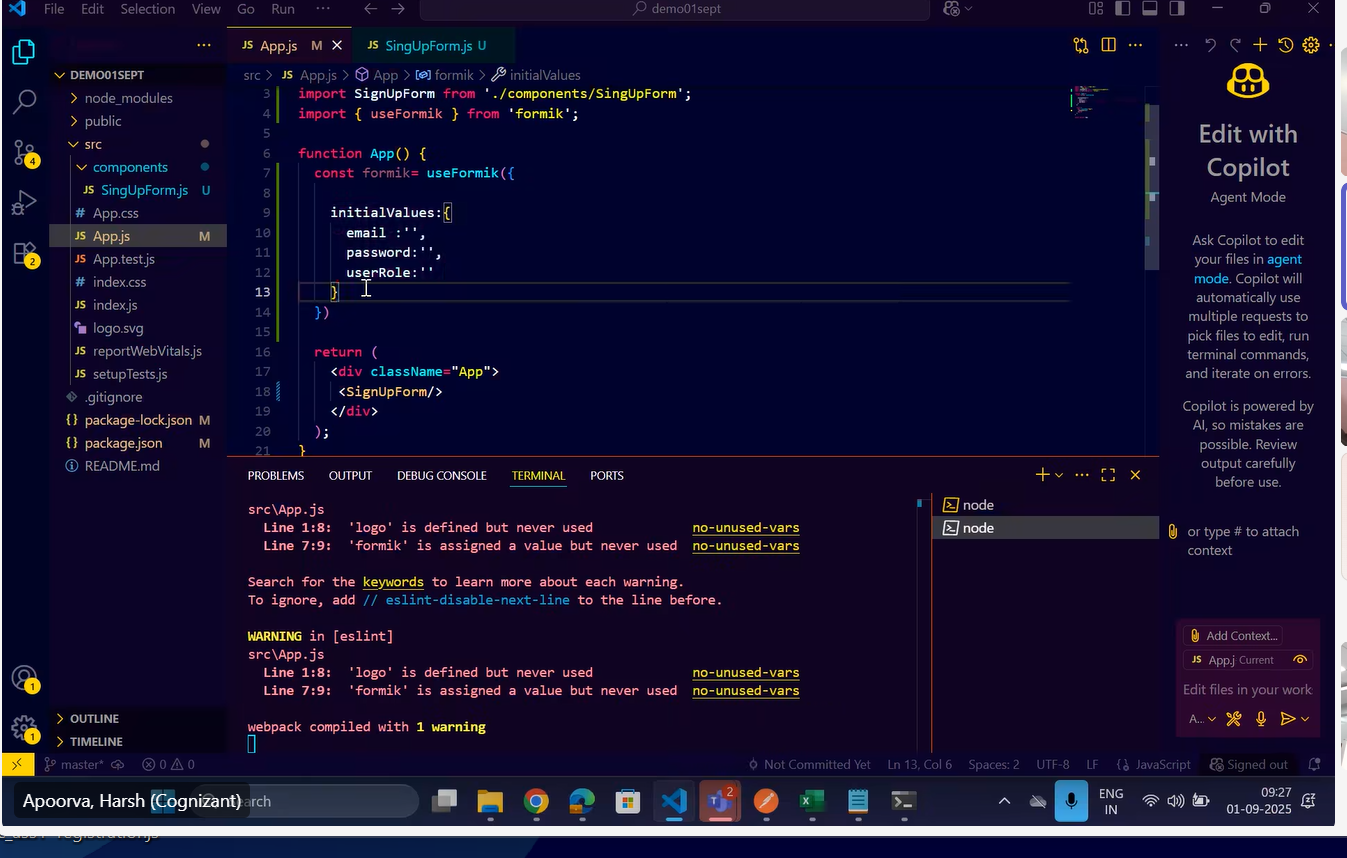 File Edit Selection View Go Run ··· demo01sept
App.js M
SingUpForm.js U
DEMO01SEPT
node_modules
public
src
components
JS SingUpForm.js U
# App.css
JS App.js M
JS App.test.js
# index.css
JS index.js
logo.svg
JS reportWebVitals.js
JS setupTests.js
.gitignore
{} package-lock.json M
{} package.json M
README.md
OUTLINE
TIMELINE
4
2
1
1
src > JS App.js > App > formik > initialValues
3 import SignUpForm from './components/SingUpForm';
4 import { useFormik } from 'formik';
5
6 function App() {
7 const formik= useFormik({
8
9 initialValues:{
10 email :'',
11 password:'',
12 userRole:''
13 }
14 })
15
16 return (
17 <div className="App">
18 <SignUpForm/>
19 </div>
20 );
21 }
PROBLEMS OUTPUT DEBUG CONSOLE TERMINAL PORTS
src\App.js
Line 1:8: 'logo' is defined but never used no-unused-vars
Line 7:9: 'formik' is assigned a value but never used no-unused-vars
Search for the keywords to learn more about each warning.
To ignore, add // eslint-disable-next-line to the line before.
WARNING in [eslint]
src\App.js
Line 1:8: 'logo' is defined but never used no-unused-vars
Line 7:9: 'formik' is assigned a value but never used no-unused-vars
webpack compiled with 1 warning
node
node
Edit with
Copilot
Agent Mode
Ask Copilot to edit
your files in agent
mode. Copilot will
automatically use
multiple requests to
pick files to edit, run
terminal commands,
and iterate on errors.
Copilot is powered by
AI, so mistakes are
possible. Review
output carefully
before use.
or type # to attach
context
Add Context...
JS App.j Current
Edit files in your work
A...
master* 0 0 Not Committed Yet Ln 13, Col 6 Spaces: 2 UTF-8 LF {} JavaScript Signed out
Apoorva, Harsh (Cognizant)
2
ENG
IN
09:27
01-09-2025
registration.js